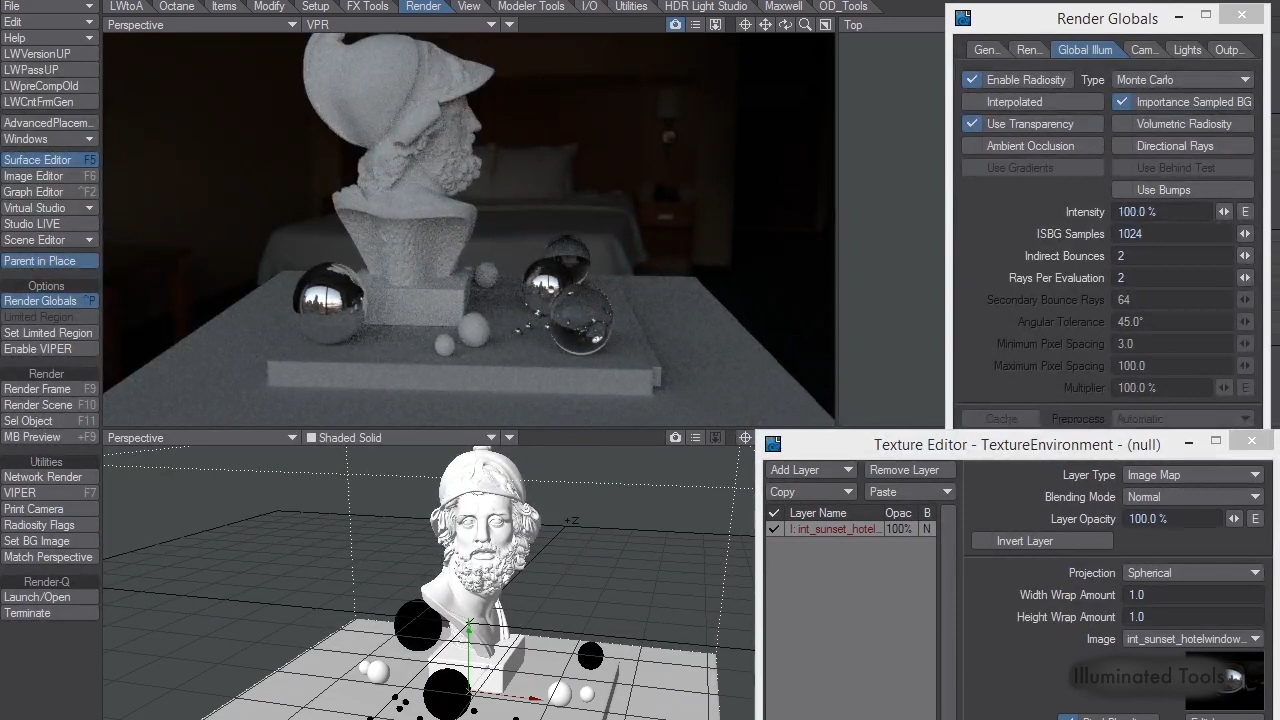 File
Edit
Help
LWVersionUP
LWPassUP
LWpreCompOld
LWCntFrmGen
AdvancedPlacem...
Windows
Surface Editor F5
Image Editor F6
Graph Editor ^F2
Virtual Studio
Studio LIVE
Scene Editor
Parent in Place
Options
Render Globals ^P
Limited Region
Set Limited Region
Enable VIPER
Render
Render Frame F9
Render Scene F10
Sel Object F11
MB Preview +F9
Utilities
Network Render
VIPER F7
Print Camera
Radiosity Flags
Set BG Image
Match Perspective
Render-Q
Launch/Open
Terminate
LWtoA Octane Items Modify Setup FX Tools Render View Modeler Tools I/O Utilities HDR Light Studio Maxwell OD_Tools
Perspective VPR Top
Perspective Shaded Solid
+Z
Render Globals
Gen... Ren... Global Illum Cam... Lights Outp...
Enable Radiosity Type Monte Carlo
Interpolated Importance Sampled BG
Use Transparency Volumetric Radiosity
Ambient Occlusion Directional Rays
Use Gradients Use Behind Test
Use Bumps
Intensity 100.0 % E
ISBG Samples 1024
Indirect Bounces 2
Rays Per Evaluation 2
Secondary Bounce Rays 64
Angular Tolerance 45.0°
Minimum Pixel Spacing 3.0
Maximum Pixel Spacing 100.0
Multiplier 100.0 % E
Cache Preprocess Automatic
Texture Editor - TextureEnvironment - (null)
Add Layer Remove Layer
Copy Paste
Layer Name Opac B
I: int_sunset_hotel... 100% N
Layer Type Image Map
Blending Mode Normal
Layer Opacity 100.0 % E
Invert Layer
Projection Spherical
Width Wrap Amount 1.0
Height Wrap Amount 1.0
Image int_sunset_hotelwindow...
Illuminated Tools